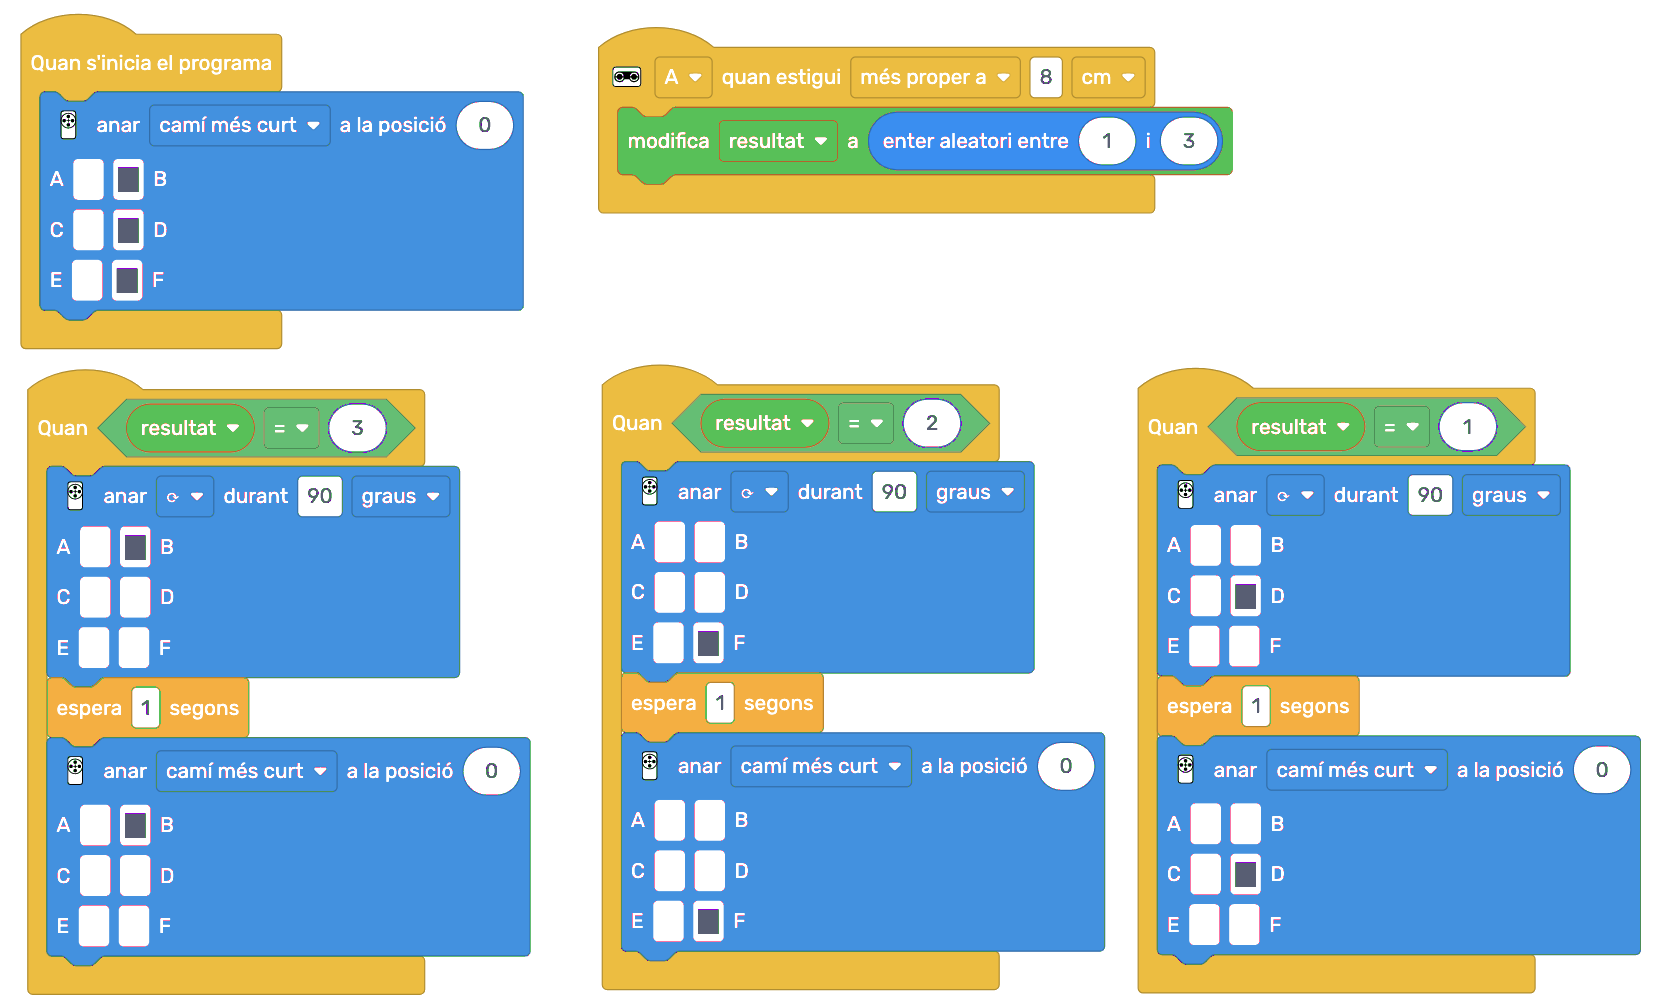 Quan s'inicia el programa
anar camí més curt a la posició 0
A B
C D
E F
A quan estigui més proper a 8 cm
modifica resultat a enter aleatori entre 1 i 3
Quan resultat = 3
anar ⟳ durant 90 graus
A B
C D
E F
espera 1 segons
anar camí més curt a la posició 0
A B
C D
E F
Quan resultat = 2
anar ⟳ durant 90 graus
A B
C D
E F
espera 1 segons
anar camí més curt a la posició 0
A B
C D
E F
Quan resultat = 1
anar ⟳ durant 90 graus
A B
C D
E F
espera 1 segons
anar camí més curt a la posició 0
A B
C D
E F